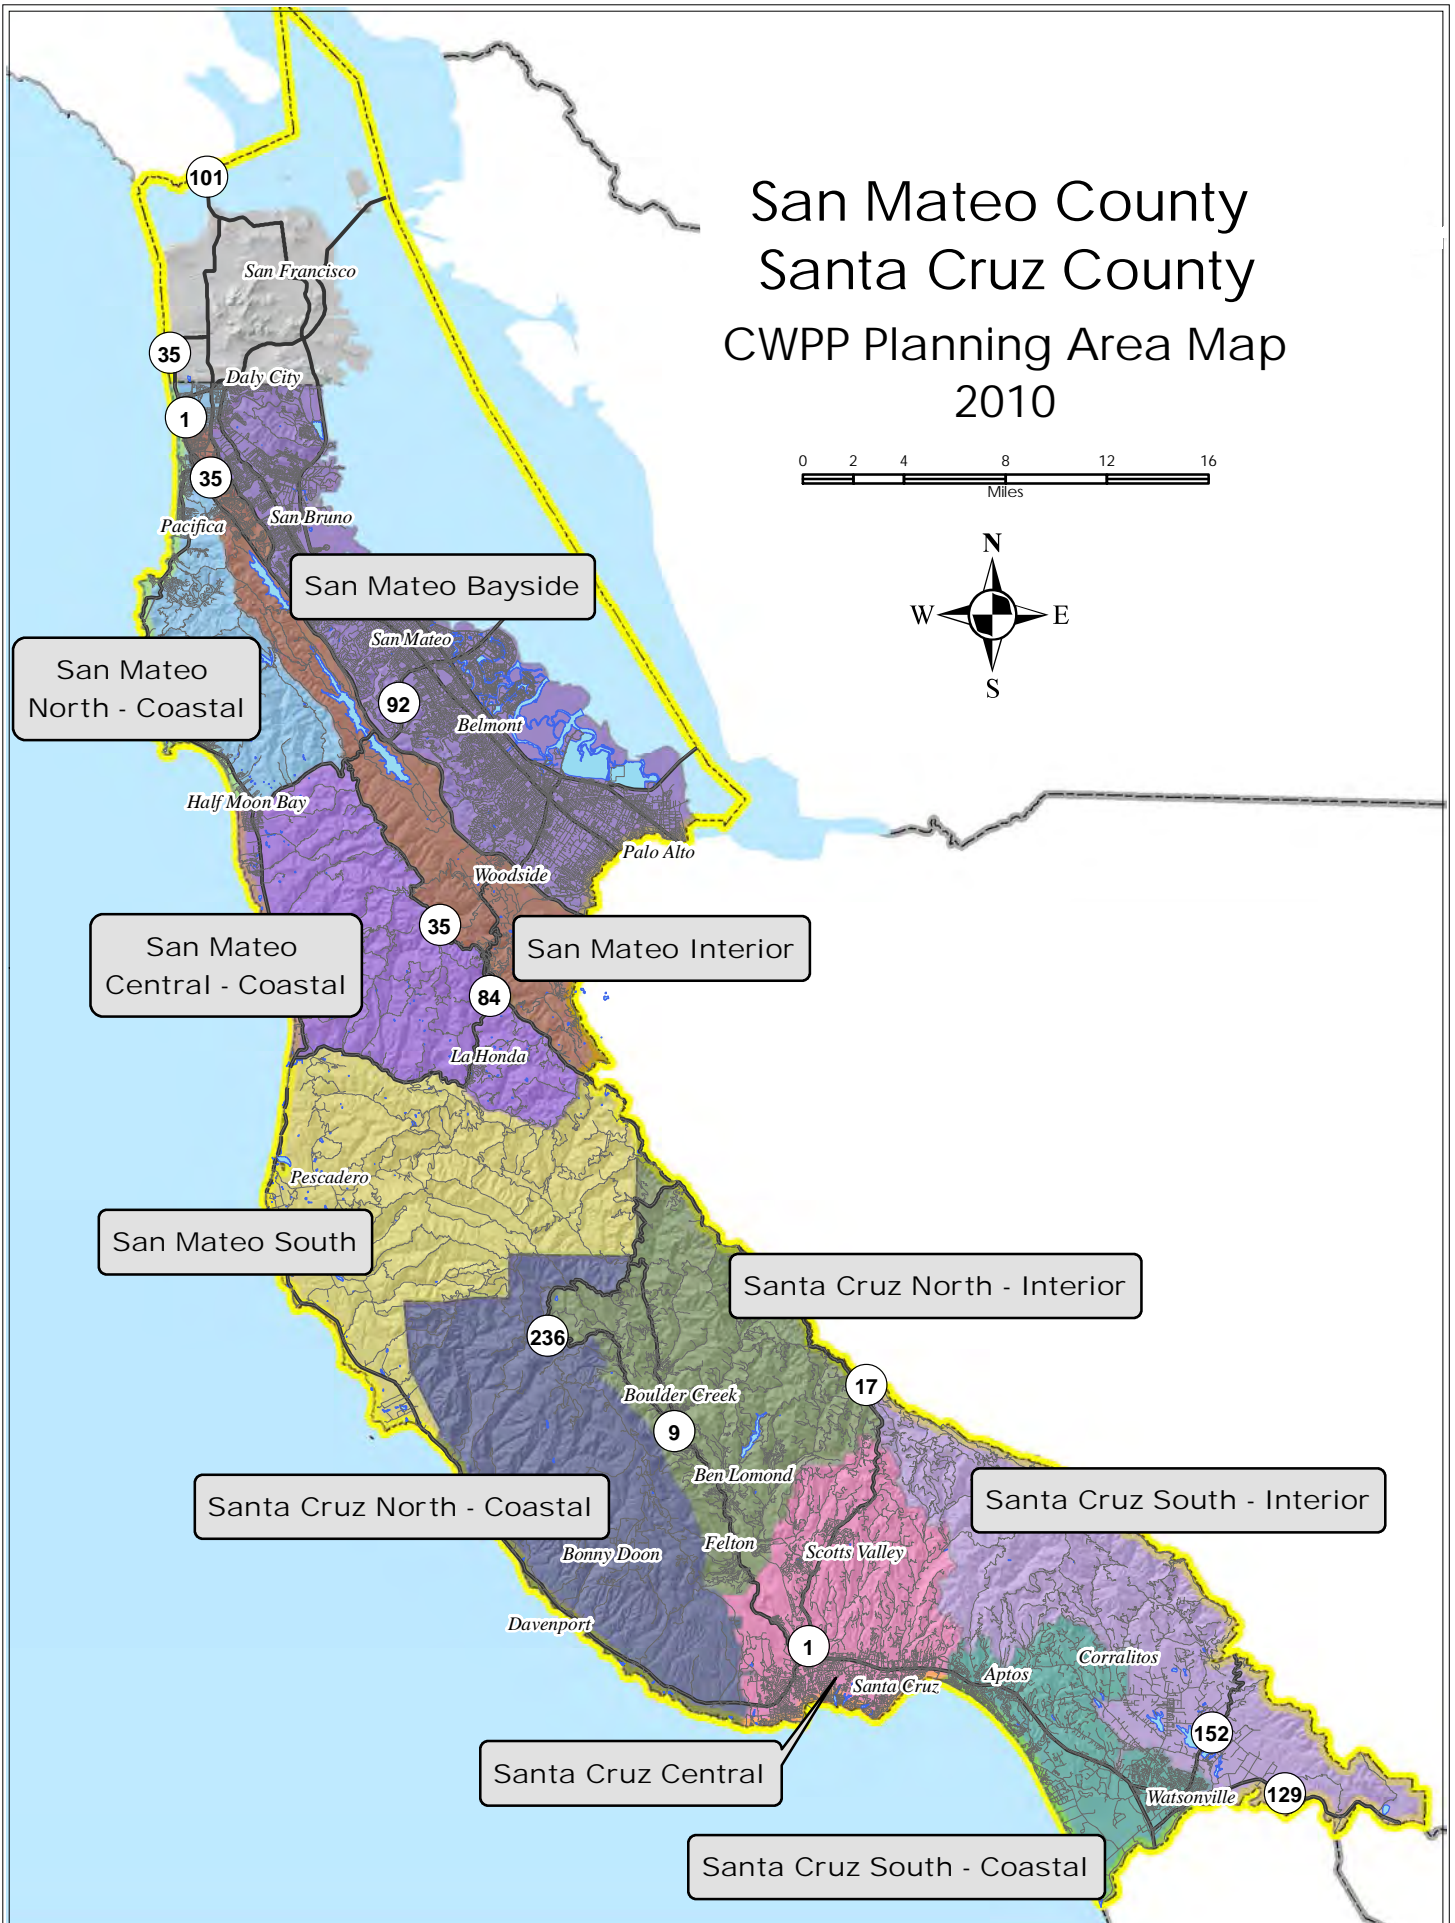 San Mateo County
Santa Cruz County
CWPP Planning Area Map
2010
0 2 4 8 12 16
Miles
N
W E
S
101
San Francisco
35
Daly City
1
35
Pacifica
San Bruno
San Mateo Bayside
San Mateo
San Mateo
North - Coastal
92
Belmont
Half Moon Bay
Palo Alto
Woodside
35
San Mateo
Central - Coastal
San Mateo Interior
84
La Honda
Pescadero
San Mateo South
Santa Cruz North - Interior
236
17
Boulder Creek
9
Ben Lomond
Santa Cruz North - Coastal
Santa Cruz South - Interior
Felton
Scotts Valley
Bonny Doon
Davenport
1
Corralitos
Aptos
Santa Cruz
152
Santa Cruz Central
Watsonville
129
Santa Cruz South - Coastal